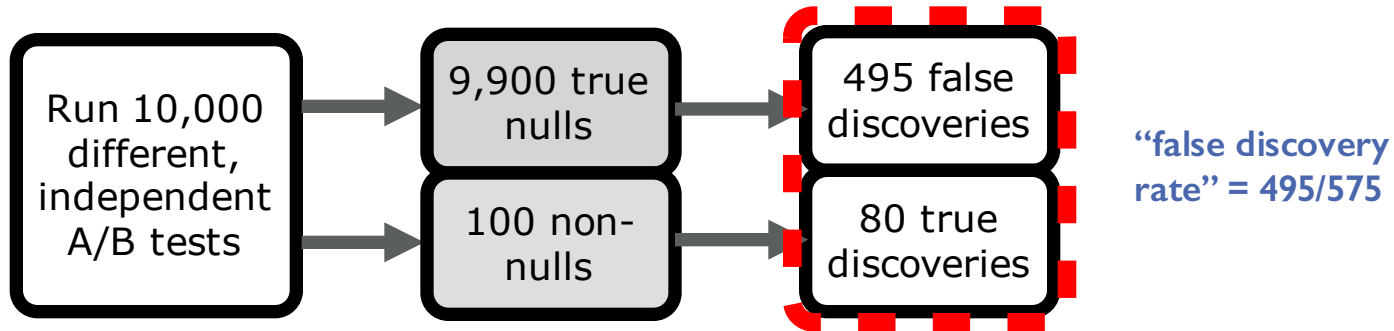 Run 10,000
different,
independent
A/B tests
9,900 true
nulls
100 non-
nulls
495 false
discoveries
80 true
discoveries
“false discovery
rate” = 495/575